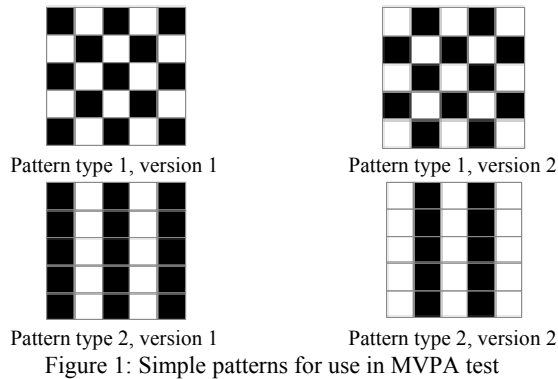 Pattern type 1, version 1
Pattern type 1, version 2
Pattern type 2, version 1
Pattern type 2, version 2
Figure 1: Simple patterns for use in MVPA test